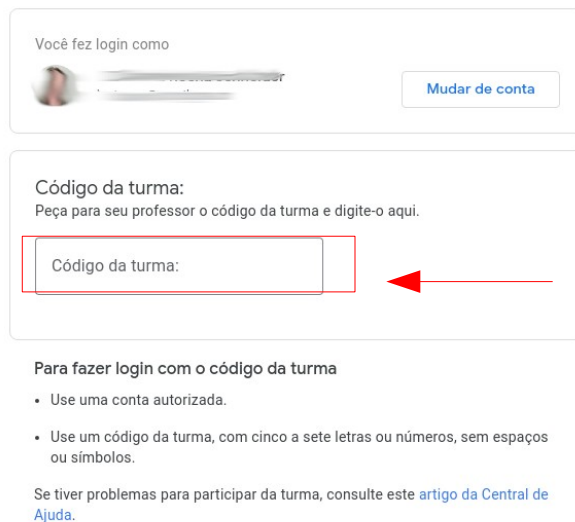 Você fez login como
Mudar de conta
Código da turma:
Peça para seu professor o código da turma e digite-o aqui.
Código da turma:
Para fazer login com o código da turma
• Use uma conta autorizada.
• Use um código da turma, com cinco a sete letras ou números, sem espaços
ou símbolos.
Se tiver problemas para participar da turma, consulte este artigo da Central de
Ajuda.